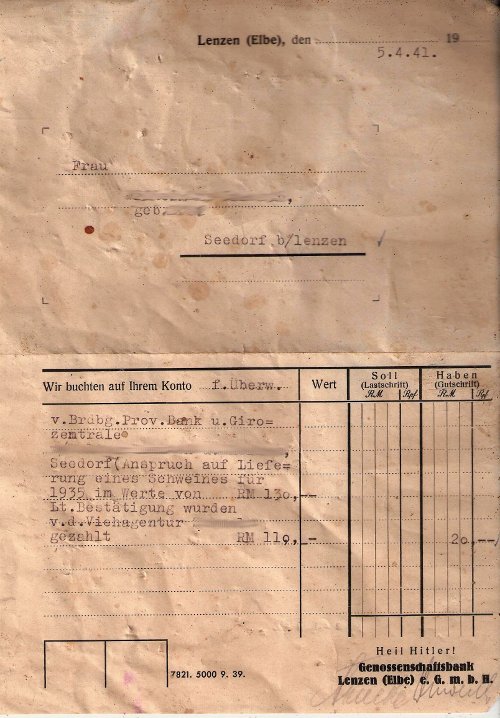 Lenzen (Elbe), den 19
5.4.41.
Frau
,
geb.
Seedorf b/lenzen
Wir buchten auf Ihrem Konto f.Überw. Wert Soll (Lastschrift) RM Rpf Haben (Gutschrift) RM Rpf
v.Brdbg.Prov.Bank u.Giro=
zentrale
,
Seedorf(Anspruch auf Liefe=
rung eines Schweines für
1935 im Werte von RM 130,--
Lt.Bestätigung wurden
v.d.Viehagentur
gezahlt RM 110,-- 20,--
Heil Hitler!
Genossenschaftsbank
Lenzen (Elbe) e. G. m. b. H.
7821. 5000 9. 39.